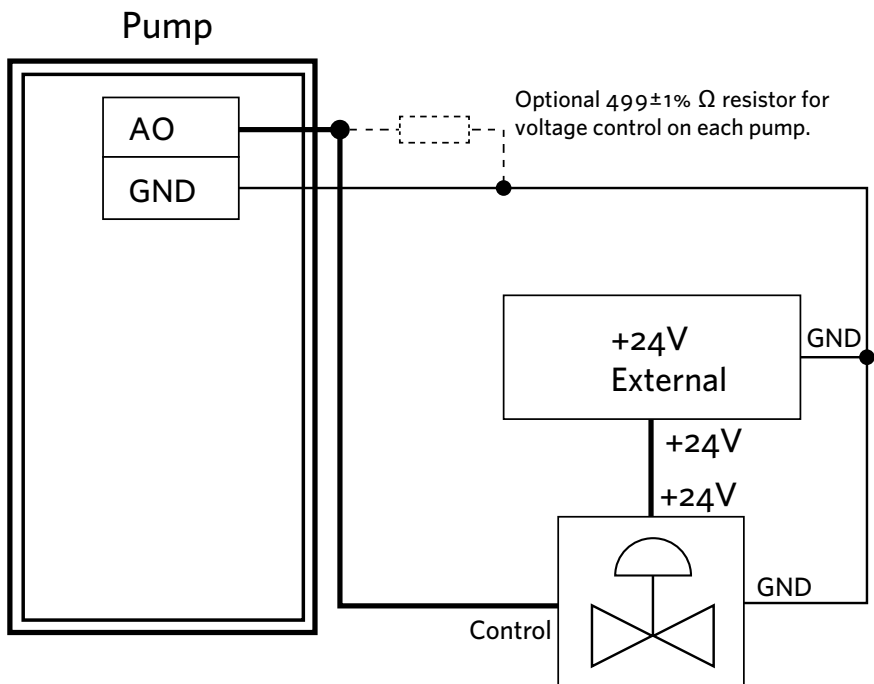 Pump
AO
GND
Optional 499±1% Ω resistor for
voltage control on each pump.
+24V
External
GND
+24V
+24V
GND
Control